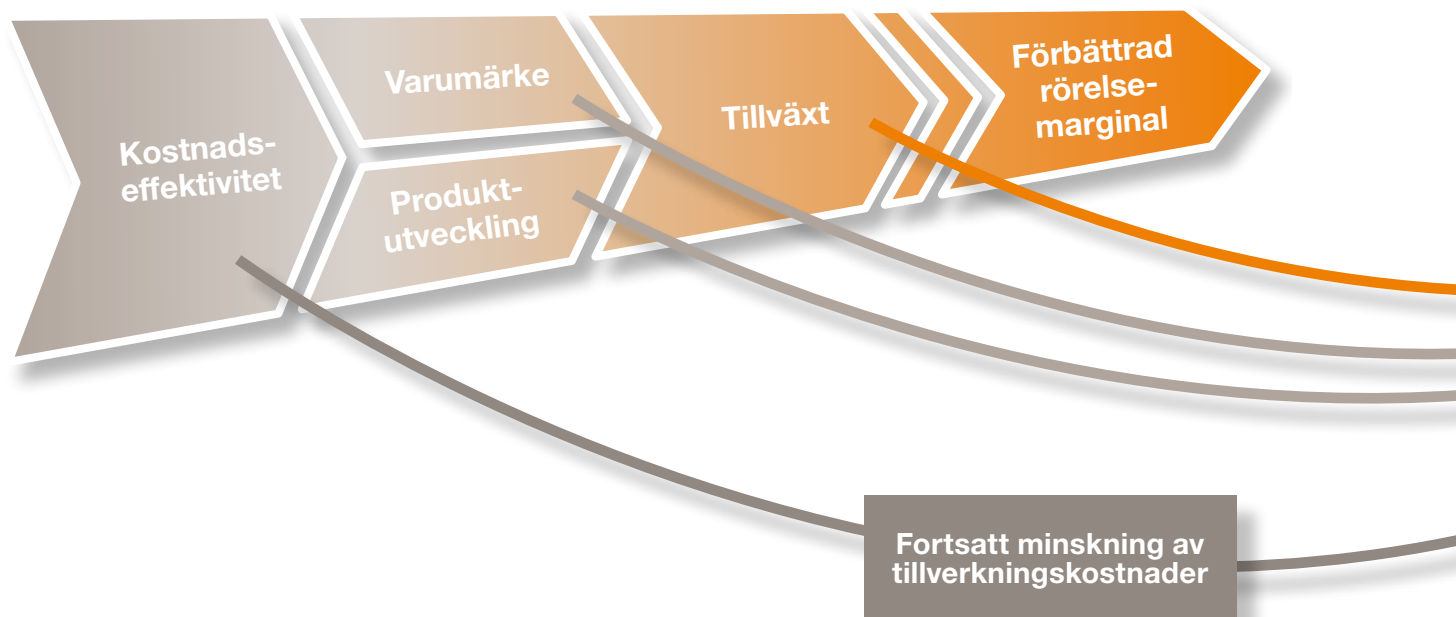 Kostnads-
effektivitet
Varumärke
Produkt-
utveckling
Tillväxt
Förbättrad
rörelse-
marginal
Fortsatt minskning av
tillverkningskostnader